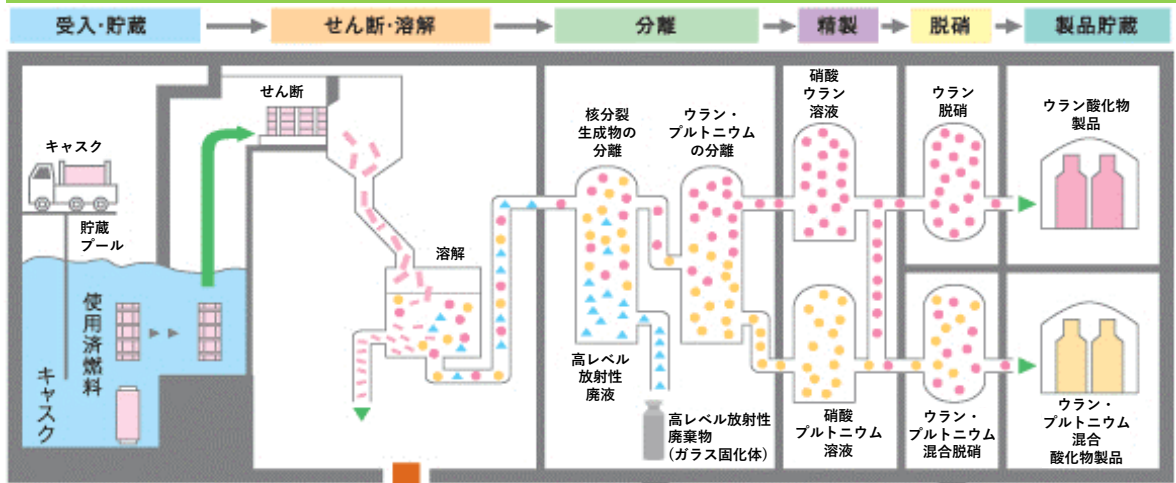 受入・貯蔵
せん断・溶解
分離
精製
脱硝
製品貯蔵
キャスク
貯蔵
プール
使用済燃料
キャスク
せん断
溶解
核分裂
生成物の
分離
ウラン・
プルトニウム
の分離
高レベル
放射性
廃液
高レベル放射性
廃棄物
(ガラス固化体)
硝酸
ウラン
溶液
硝酸
プルトニウム
溶液
ウラン
脱硝
ウラン・
プルトニウム
混合脱硝
ウラン酸化物
製品
ウラン・
プルトニウム
混合
酸化物製品